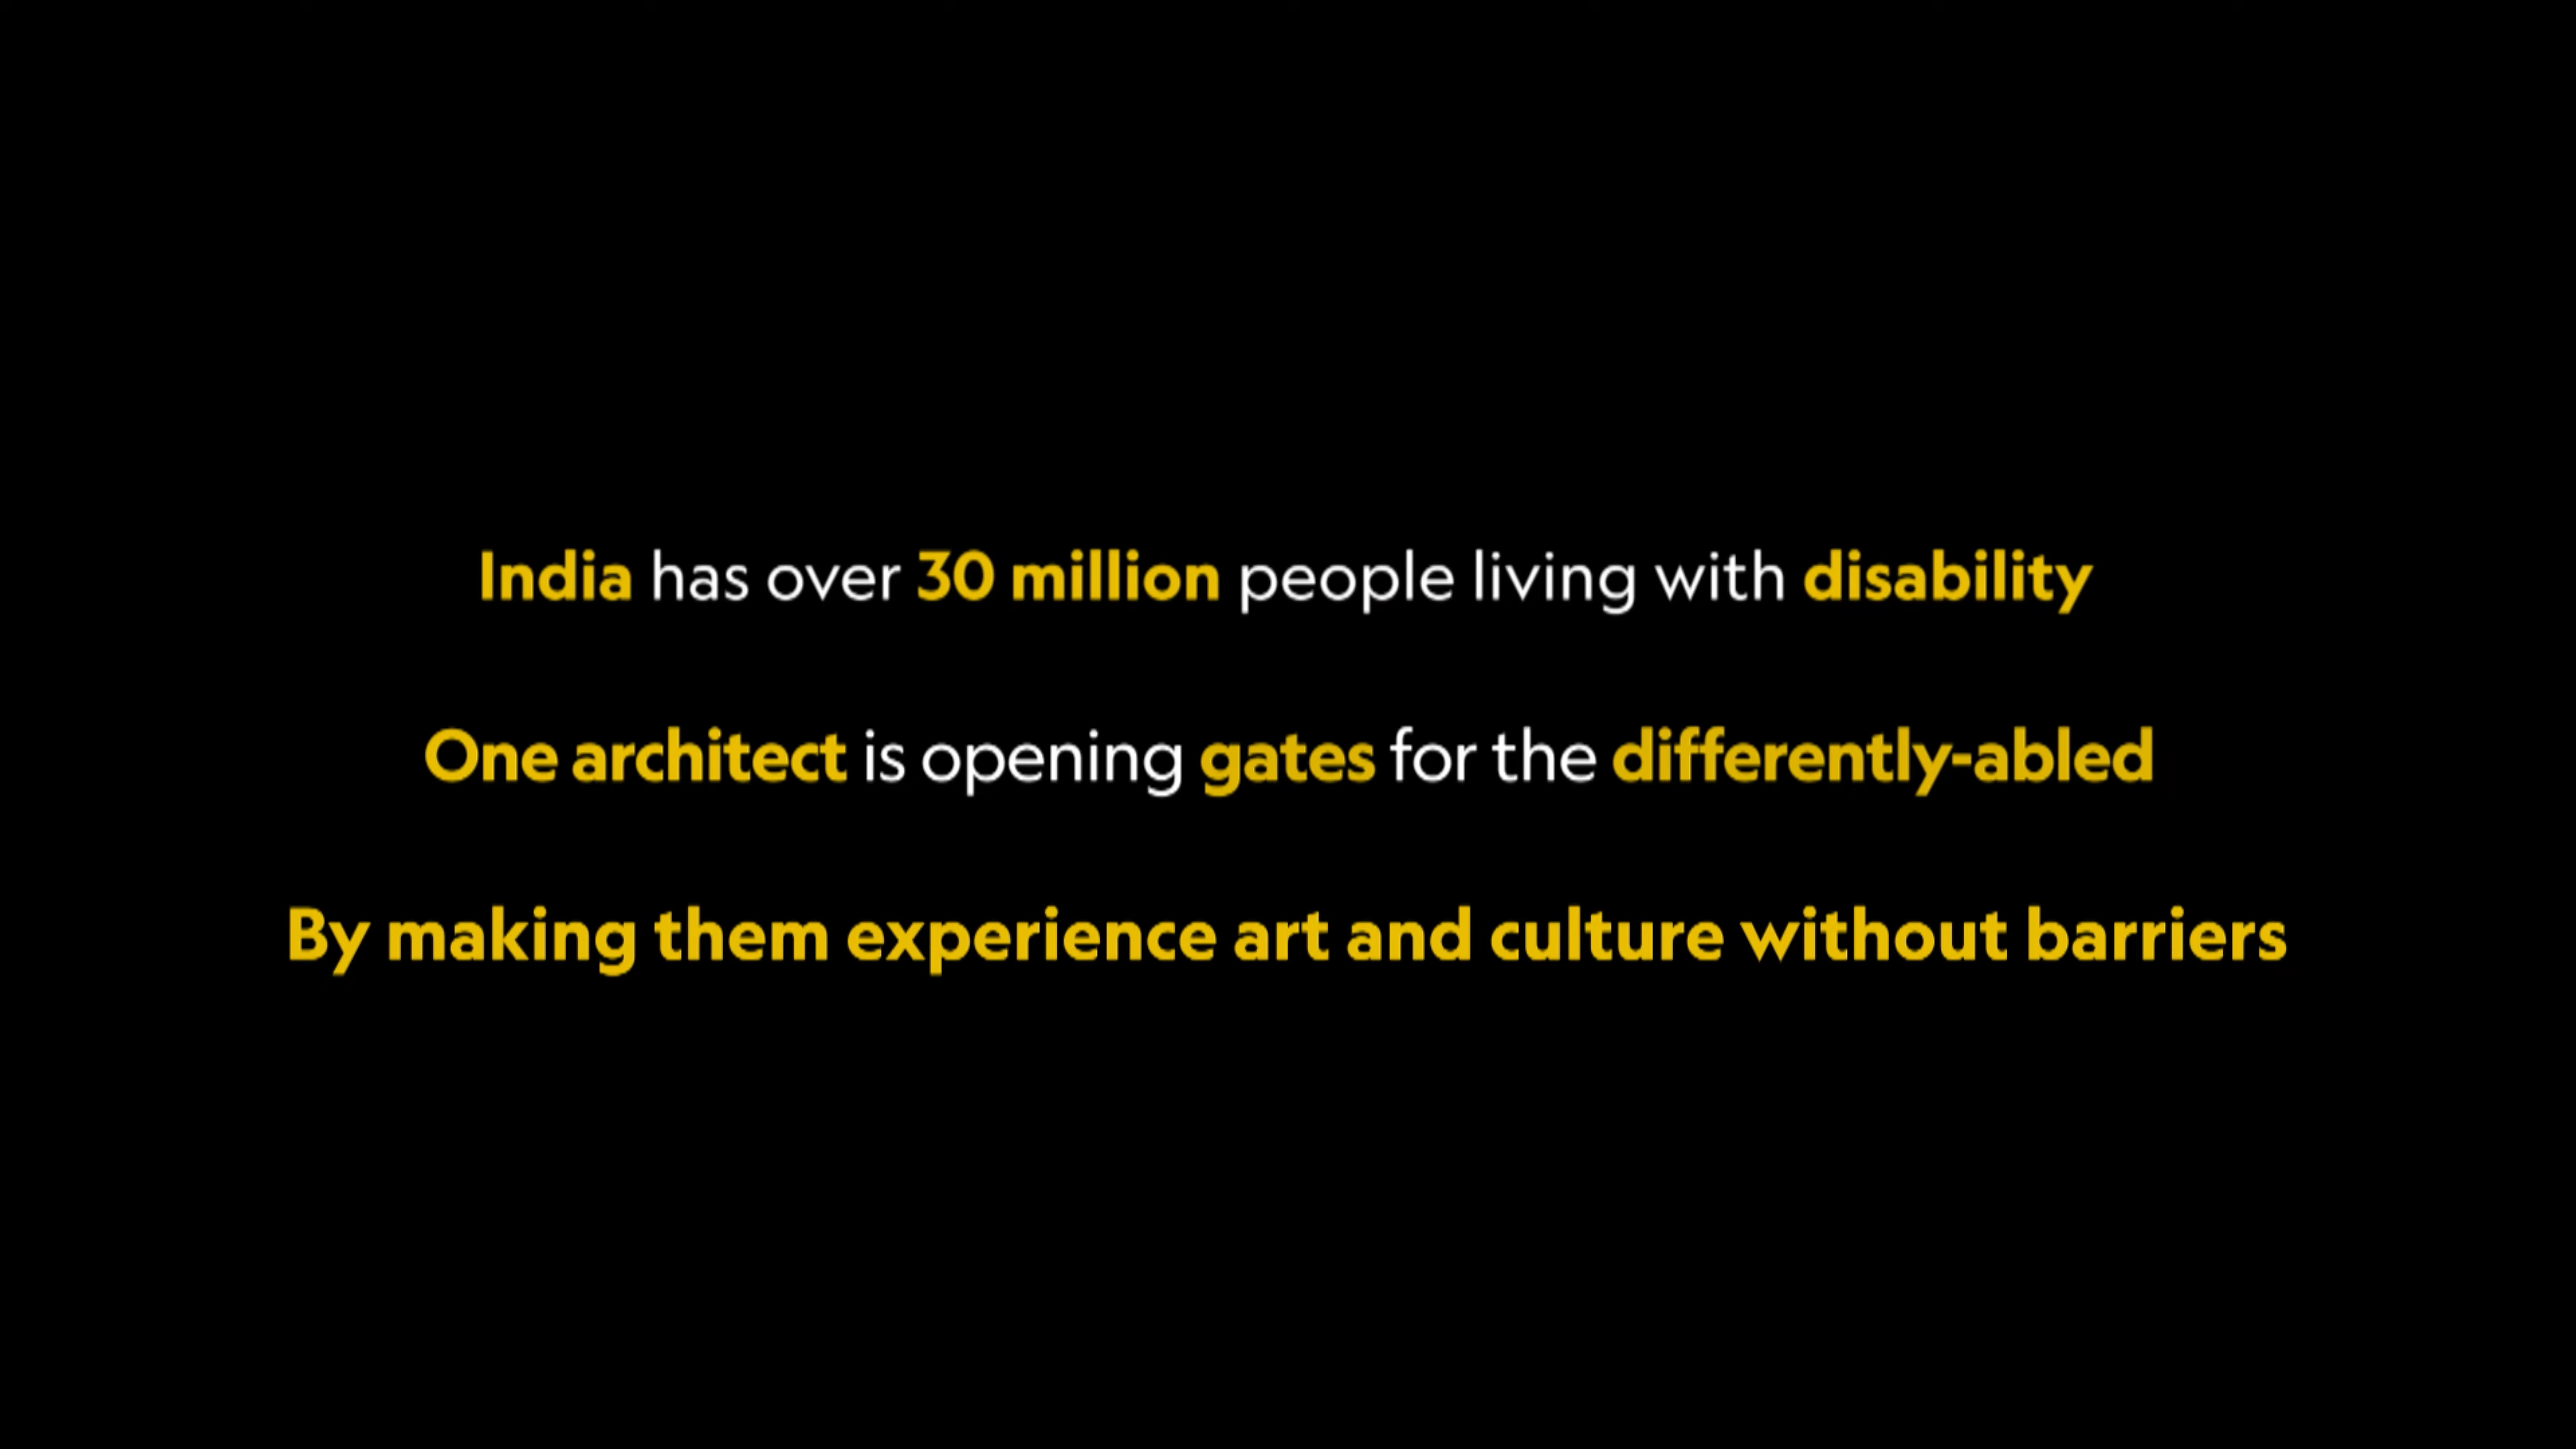 India has over 30 million people living with disability
One architect is opening gates for the differently-abled
By making them experience art and culture without barriers